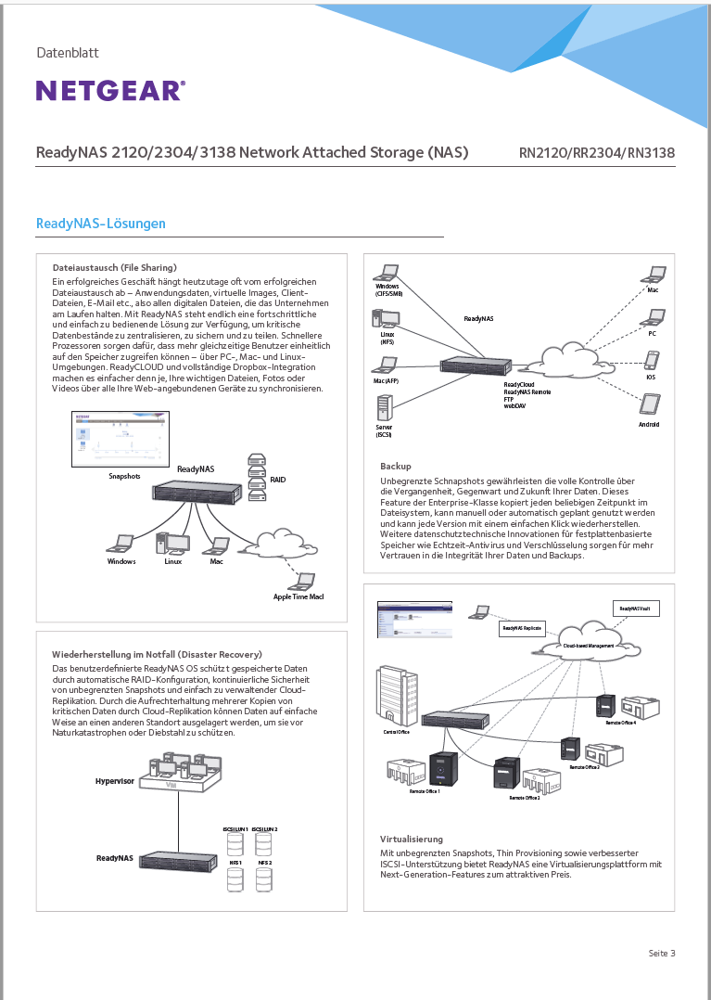 Datenblatt
NETGEAR®
ReadyNAS 2120/2304/3138 Network Attached Storage (NAS) RN2120/RR2304/RN3138
ReadyNAS-Lösungen
Dateiaustausch (File Sharing)
Ein erfolgreiches Geschäft hängt heutzutage oft vom erfolgreichen
Dateiaustausch ab – Anwendungsdaten, virtuelle Images, Client-
Dateien, E-Mail etc., also allen digitalen Dateien, die das Unternehmen
am Laufen halten. Mit ReadyNAS steht endlich eine fortschrittliche
und einfach zu bedienende Lösung zur Verfügung, um kritische
Datenbestände zu zentralisieren, zu sichern und zu teilen. Schnellere
Prozessoren sorgen dafür, dass mehr gleichzeitige Benutzer einheitlich
auf den Speicher zugreifen können – über PC-, Mac- und Linux-
Umgebungen. ReadyCLOUD und vollständige Dropbox-Integration
machen es einfacher denn je, Ihre wichtigen Dateien, Fotos oder
Videos über alle Ihre Web-angebundenen Geräte zu synchronisieren.
Snapshots
ReadyNAS
RAID
Windows
Linux
Mac
Apple Time Macl
Windows
(CIFS/SMB)
Linux
(NFS)
Mac (AFP)
Server
(ISCSI)
ReadyNAS
ReadyCloud
ReadyNAS Remote
FTP
webDAV
Mac
PC
IOS
Android
Backup
Unbegrenzte Schnapshots gewährleisten die volle Kontrolle über
die Vergangenheit, Gegenwart und Zukunft Ihrer Daten. Dieses
Feature der Enterprise-Klasse kopiert jeden beliebigen Zeitpunkt im
Dateisystem, kann manuell oder automatisch geplant genutzt werden
und kann jede Version mit einem einfachen Klick wiederherstellen.
Weitere datenschutztechnische Innovationen für festplattenbasierte
Speicher wie Echtzeit-Antivirus und Verschlüsselung sorgen für mehr
Vertrauen in die Integrität Ihrer Daten und Backups.
Wiederherstellung im Notfall (Disaster Recovery)
Das benutzerdefinierte ReadyNAS OS schützt gespeicherte Daten
durch automatische RAID-Konfiguration, kontinuierliche Sicherheit
von unbegrenzten Snapshots und einfach zu verwaltender Cloud-
Replikation. Durch die Aufrechterhaltung mehrerer Kopien von
kritischen Daten durch Cloud-Replikation können Daten auf einfache
Weise an einen anderen Standort ausgelagert werden, um sie vor
Naturkatastrophen oder Diebstahl zu schützen.
Hypervisor
VM
ReadyNAS
iSCSI LUN 1 iSCSI LUN 2
NFS1 NFS 2
ReadyNAS Vault
ReadyNAS Replicate
Cloud-based Management
Central Office
Remote Office 4
Remote Office 3
Remote Office 1
Remote Office 2
Virtualisierung
Mit unbegrenzten Snapshots, Thin Provisioning sowie verbesserter
ISCSI-Unterstützung bietet ReadyNAS eine Virtualisierungsplattform mit
Next-Generation-Features zum attraktiven Preis.
Seite 3